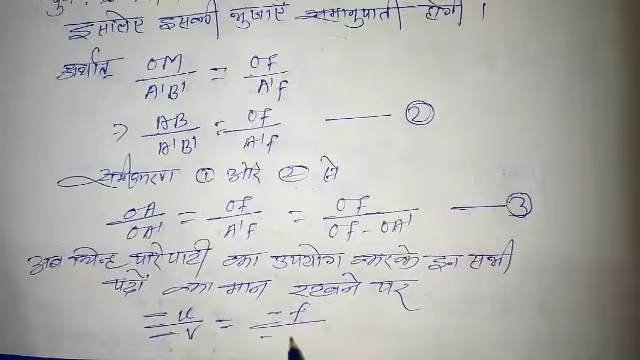 इसलिए इसकी भुजाएँ समानुपाती होगी ।
अर्थात् OM/A'B' = OF/A'f
=> AB/A'B' = OF/A'f —— ②
समीकरण ① और ② से
OA/OA' = OF/A'f = OF/OF - OA' —— ③
अब चिन्ह परिपाटी का उपयोग करके इन सभी
पदों का मान रखने पर
-u/-v = -f/-